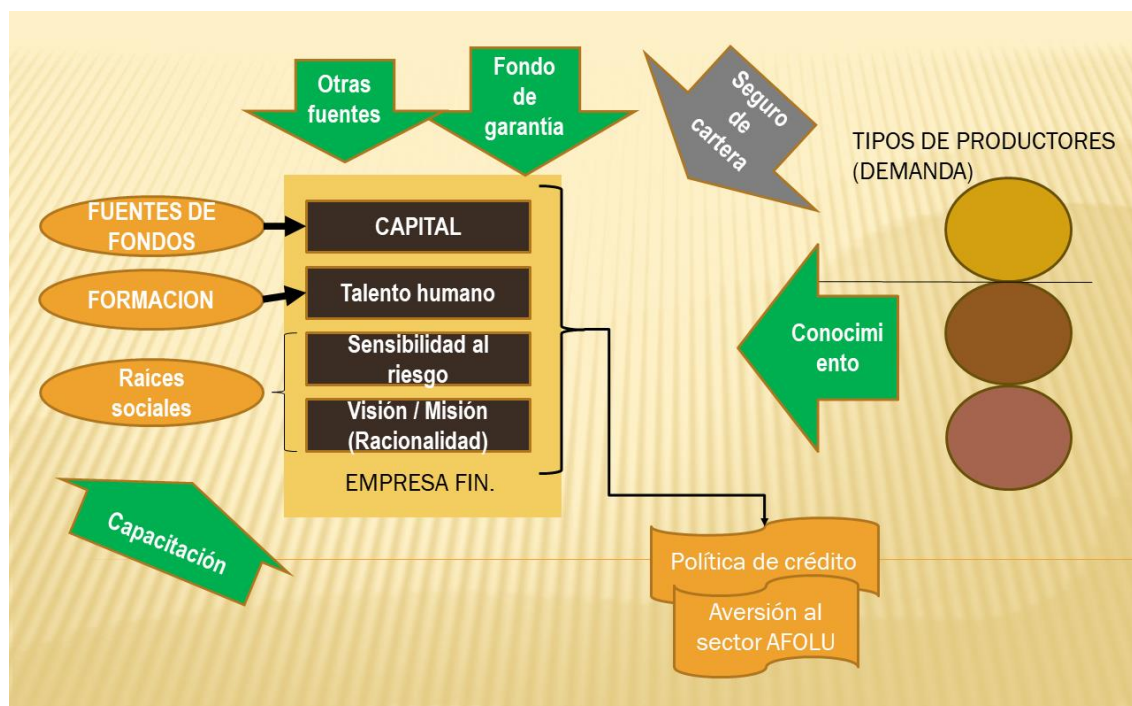 Otras
fuentes
Fondo
de
garantía
Seguro
de
cartera
TIPOS DE PRODUCTORES
(DEMANDA)
FUENTES DE
FONDOS
CAPITAL
FORMACION
Talento humano
Raíces
sociales
Sensibilidad al
riesgo
Visión / Misión
(Racionalidad)
EMPRESA FIN.
Conocimi
ento
Capacitación
Política de crédito
Aversión al
sector AFOLU